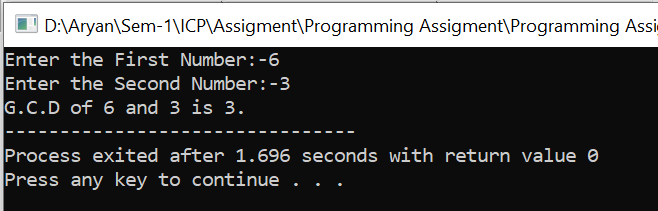 D:\Aryan\Sem-1\ICP\Assigment\Programming Assigment\Programming Assig
Enter the First Number:-6
Enter the Second Number:-3
G.C.D of 6 and 3 is 3.
--------------------------------
Process exited after 1.696 seconds with return value 0
Press any key to continue . . .